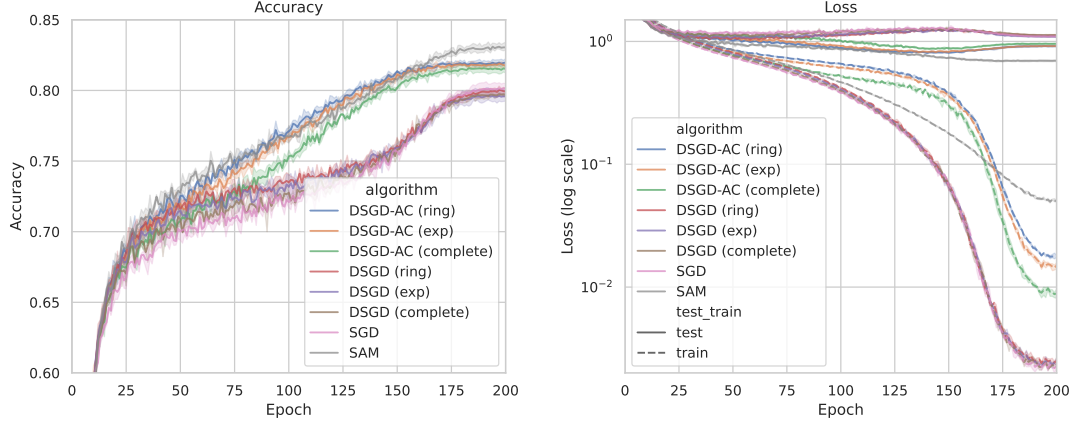 Accuracy
0.85
0.80
0.75
0.70
0.65
0.60
Accuracy
0
25
50
75
100
125
150
175
200
Epoch
algorithm
DSGD-AC (ring)
DSGD-AC (exp)
DSGD-AC (complete)
DSGD (ring)
DSGD (exp)
DSGD (complete)
SGD
SAM
Loss
10⁰
10⁻¹
10⁻²
Loss (log scale)
0
25
50
75
100
125
150
175
200
Epoch
algorithm
DSGD-AC (ring)
DSGD-AC (exp)
DSGD-AC (complete)
DSGD (ring)
DSGD (exp)
DSGD (complete)
SGD
SAM
test_train
test
train